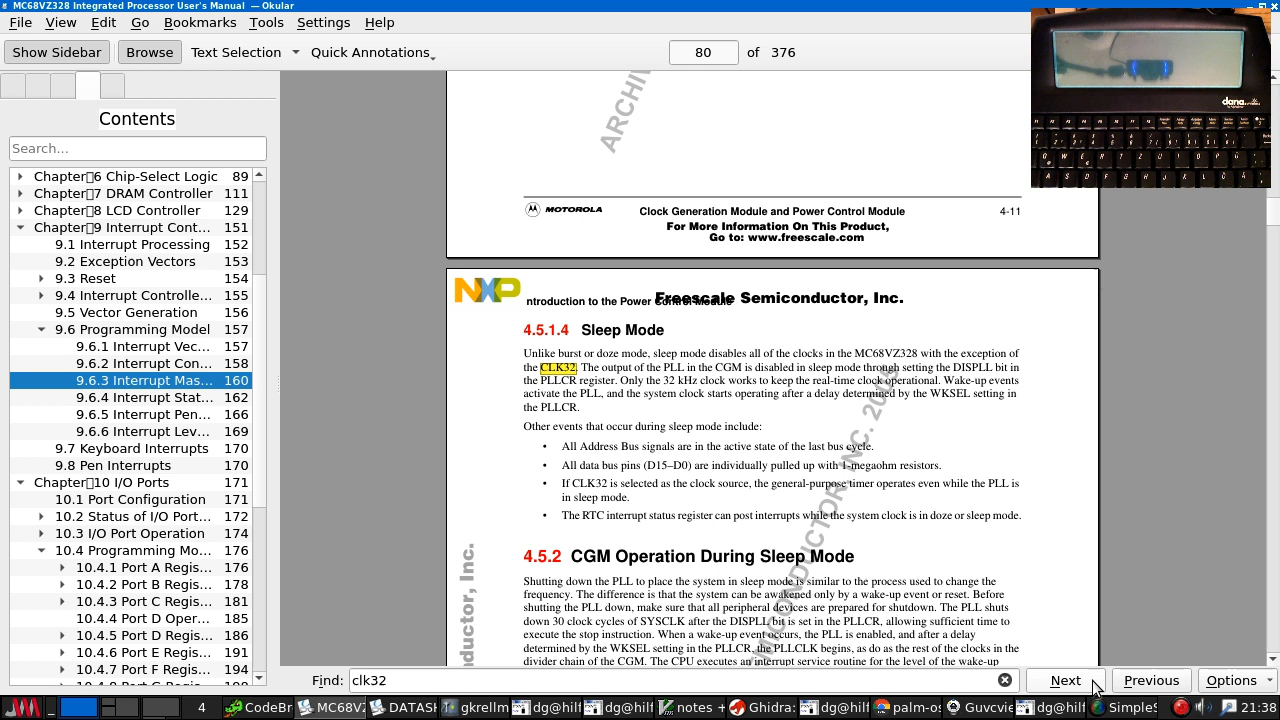 MC68VZ328 Integrated Processor User's Manual — Okular
File View Edit Go Bookmarks Tools Settings Help
Show Sidebar Browse Text Selection Quick Annotations 80 of 376
Contents
Search...
Chapter 6 Chip-Select Logic 89
Chapter 7 DRAM Controller 111
Chapter 8 LCD Controller 129
Chapter 9 Interrupt Cont... 151
9.1 Interrupt Processing 152
9.2 Exception Vectors 153
9.3 Reset 154
9.4 Interrupt Controlle... 155
9.5 Vector Generation 156
9.6 Programming Model 157
9.6.1 Interrupt Vec... 157
9.6.2 Interrupt Con... 158
9.6.3 Interrupt Mas... 160
9.6.4 Interrupt Stat... 162
9.6.5 Interrupt Pen... 166
9.6.6 Interrupt Lev... 169
9.7 Keyboard Interrupts 170
9.8 Pen Interrupts 170
Chapter 10 I/O Ports 171
10.1 Port Configuration 171
10.2 Status of I/O Port... 172
10.3 I/O Port Operation 174
10.4 Programming Mo... 176
10.4.1 Port A Regis... 176
10.4.2 Port B Regis... 178
10.4.3 Port C Regis... 181
10.4.4 Port D Oper... 185
10.4.5 Port D Regis... 186
10.4.6 Port E Regis... 191
10.4.7 Port F Regis... 194
ARCHIV
MOTOROLA Clock Generation Module and Power Control Module 4-11
For More Information On This Product,
Go to: www.freescale.com
NXP ntroduction to the Power Control Module Freescale Semiconductor, Inc.
4.5.1.4 Sleep Mode
Unlike burst or doze mode, sleep mode disables all of the clocks in the MC68VZ328 with the exception of
the CLK32. The output of the PLL in the CGM is disabled in sleep mode through setting the DISPLL bit in
the PLLCR register. Only the 32 kHz clock works to keep the real-time clock operational. Wake-up events
activate the PLL, and the system clock starts operating after a delay determined by the WKSEL setting in
the PLLCR.
Other events that occur during sleep mode include:
• All Address Bus signals are in the active state of the last bus cycle.
• All data bus pins (D15–D0) are individually pulled up with 1-megaohm resistors.
• If CLK32 is selected as the clock source, the general-purpose timer operates even while the PLL is
in sleep mode.
• The RTC interrupt status register can post interrupts while the system clock is in doze or sleep mode.
4.5.2 CGM Operation During Sleep Mode
Shutting down the PLL to place the system in sleep mode is similar to the process used to change the
frequency. The difference is that the system can be awakened only by a wake-up event or reset. Before
shutting the PLL down, make sure that all peripheral devices are prepared for shutdown. The PLL shuts
down 30 clock cycles of SYSCLK after the DISPLL bit is set in the PLLCR, allowing sufficient time to
execute the stop instruction. When a wake-up event occurs, the PLL is enabled, and after a delay
determined by the WKSEL setting in the PLLCR, the PLLCLK begins, as do as the rest of the clocks in the
divider chain of the CGM. The CPU executes an interrupt service routine for the level of the wake-up
MICONDUCTOR INC. 2005
nductor, Inc.
dana
Find: clk32 Next Previous Options
4 CodeBr MC68V DATASH gkrellm dg@hilf dg@hilf notes + Ghidra: dg@hilf palm-os Guvcvie dg@hilf SimpleS 21:38